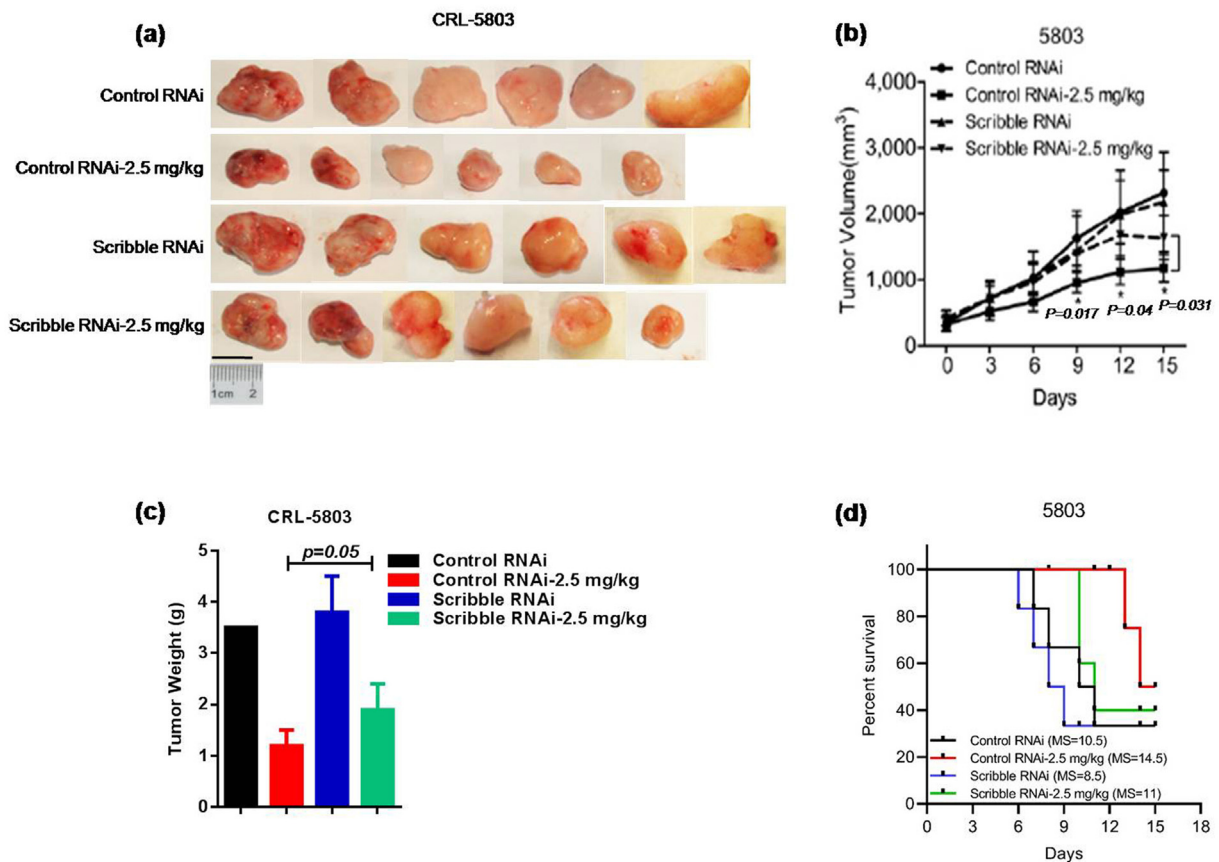 CRL-5803
(a)
Control RNAi
Control RNAi-2.5 mg/kg
Scribble RNAi
Scribble RNAi-2.5 mg/kg
1cm 2
(b)
5803
Control RNAi
Control RNAi-2.5 mg/kg
Scribble RNAi
Scribble RNAi-2.5 mg/kg
Tumor Volume(mm³)
4,000
3,000
2,000
1,000
0
* * *
P=0.017 P=0.04 P=0.031
0 3 6 9 12 15
Days
(c)
CRL-5803
p=0.05
Control RNAi
Control RNAi-2.5 mg/kg
Scribble RNAi
Scribble RNAi-2.5 mg/kg
Tumor Weight (g)
5
4
3
2
1
0
(d)
5803
Percent survival
100
80
60
40
20
0
Control RNAi (MS=10.5)
Control RNAi-2.5 mg/kg (MS=14.5)
Scribble RNAi (MS=8.5)
Scribble RNAi-2.5 mg/kg (MS=11)
0 3 6 9 12 15 18
Days